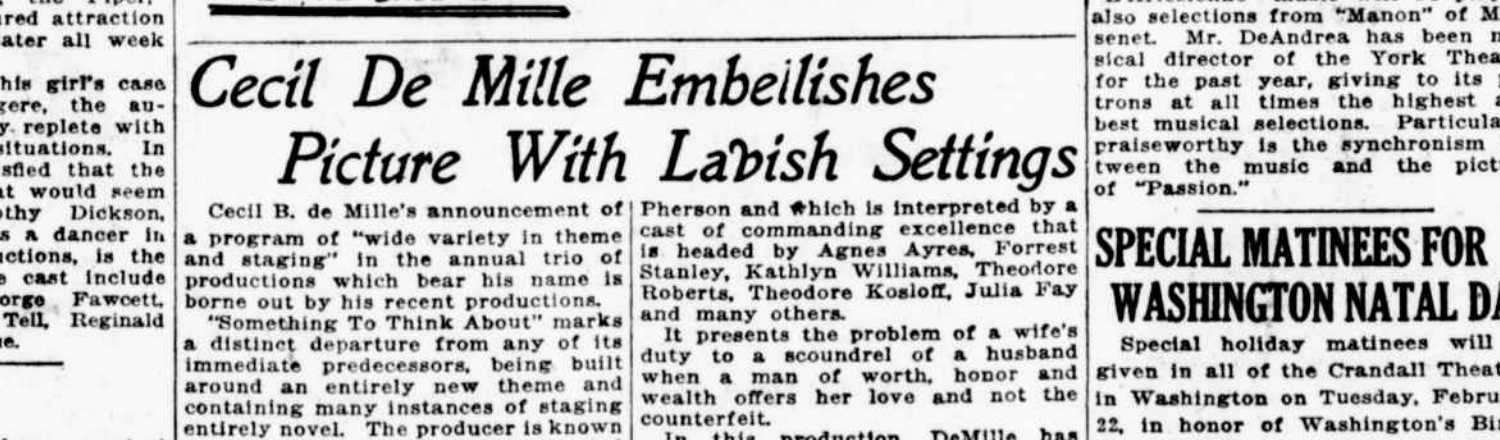 ured attraction
ater all week
his girl's case
gere, the au-
y replete with
situations. In
sfied that the
at would seem
othy Dickson,
s a dancer in
uctions, is the
e cast include
orge Fawcett,
Tell, Reginald
Cecil De Mille Embellishes
Picture With Lavish Settings
Cecil B. de Mille's announcement of
a program of "wide variety in theme
and staging" in the annual trio of
productions which bear his name is
borne out by his recent productions.
"Something To Think About" marks
a distinct departure from any of its
immediate predecessors, being built
around an entirely new theme and
containing many instances of staging
entirely novel. The producer is known
Pherson and which is interpreted by a
cast of commanding excellence that
is headed by Agnes Ayres, Forrest
Stanley, Kathlyn Williams, Theodore
Roberts, Theodore Kosloff, Julia Fay
and many others.
It presents the problem of a wife's
duty to a scoundrel of a husband
when a man of worth, honor and
wealth offers her love and not the
counterfeit.
In this production DeMille has
also selections from "Manon" of M
senet. Mr. DeAndrea has been m
sical director of the York Thea
for the past year, giving to its
trons at all times the highest a
best musical selections. Particula
praiseworthy is the synchronism
tween the music and the pict
of "Passion."
SPECIAL MATINEES FOR
WASHINGTON NATAL DA
Special holiday matinees will
given in all of the Crandall Theat
in Washington on Tuesday, Febru
22, in honor of Washington's Bi